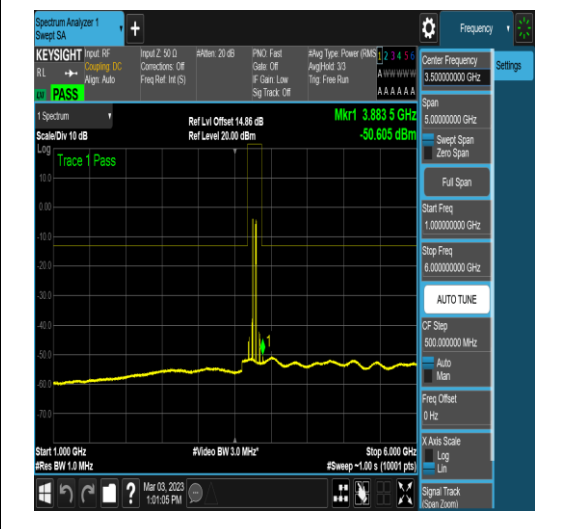 Spectrum Analyzer 1
Swept SA
+
Frequency
KEYSIGHT
RL
Input: RF
Coupling: DC
Align: Auto
Input Z: 50 Ω
Corrections: Off
Freq Ref: Int (S)
#Atten: 20 dB
PNO: Fast
Gate: Off
IF Gain: Low
Sig Track: Off
#Avg Type: Power (RMS
Avg|Hold: 3/3
Trig: Free Run
1 2 3 4 5 6
A W W W W W
A A A A A A
PASS
1 Spectrum
Scale/Div 10 dB
Ref Lvl Offset 14.86 dB
Ref Level 20.00 dBm
Mkr1 3.883 5 GHz
-50.605 dBm
Log
Trace 1 Pass
10.0
0.00
-10.0
-20.0
-30.0
-40.0
-50.0
-60.0
-70.0
1
Start 1.000 GHz
#Res BW 1.0 MHz
#Video BW 3.0 MHz*
Stop 6.000 GHz
#Sweep ~1.00 s (10001 pts)
Center Frequency
3.500000000 GHz
Settings
Span
5.00000000 GHz
Swept Span
Zero Span
Full Span
Start Freq
1.000000000 GHz
Stop Freq
6.000000000 GHz
AUTO TUNE
CF Step
500.000000 MHz
Auto
Man
Freq Offset
0 Hz
X Axis Scale
Log
Lin
Signal Track
(Span Zoom)
?
Mar 03, 2023
1:01:05 PM